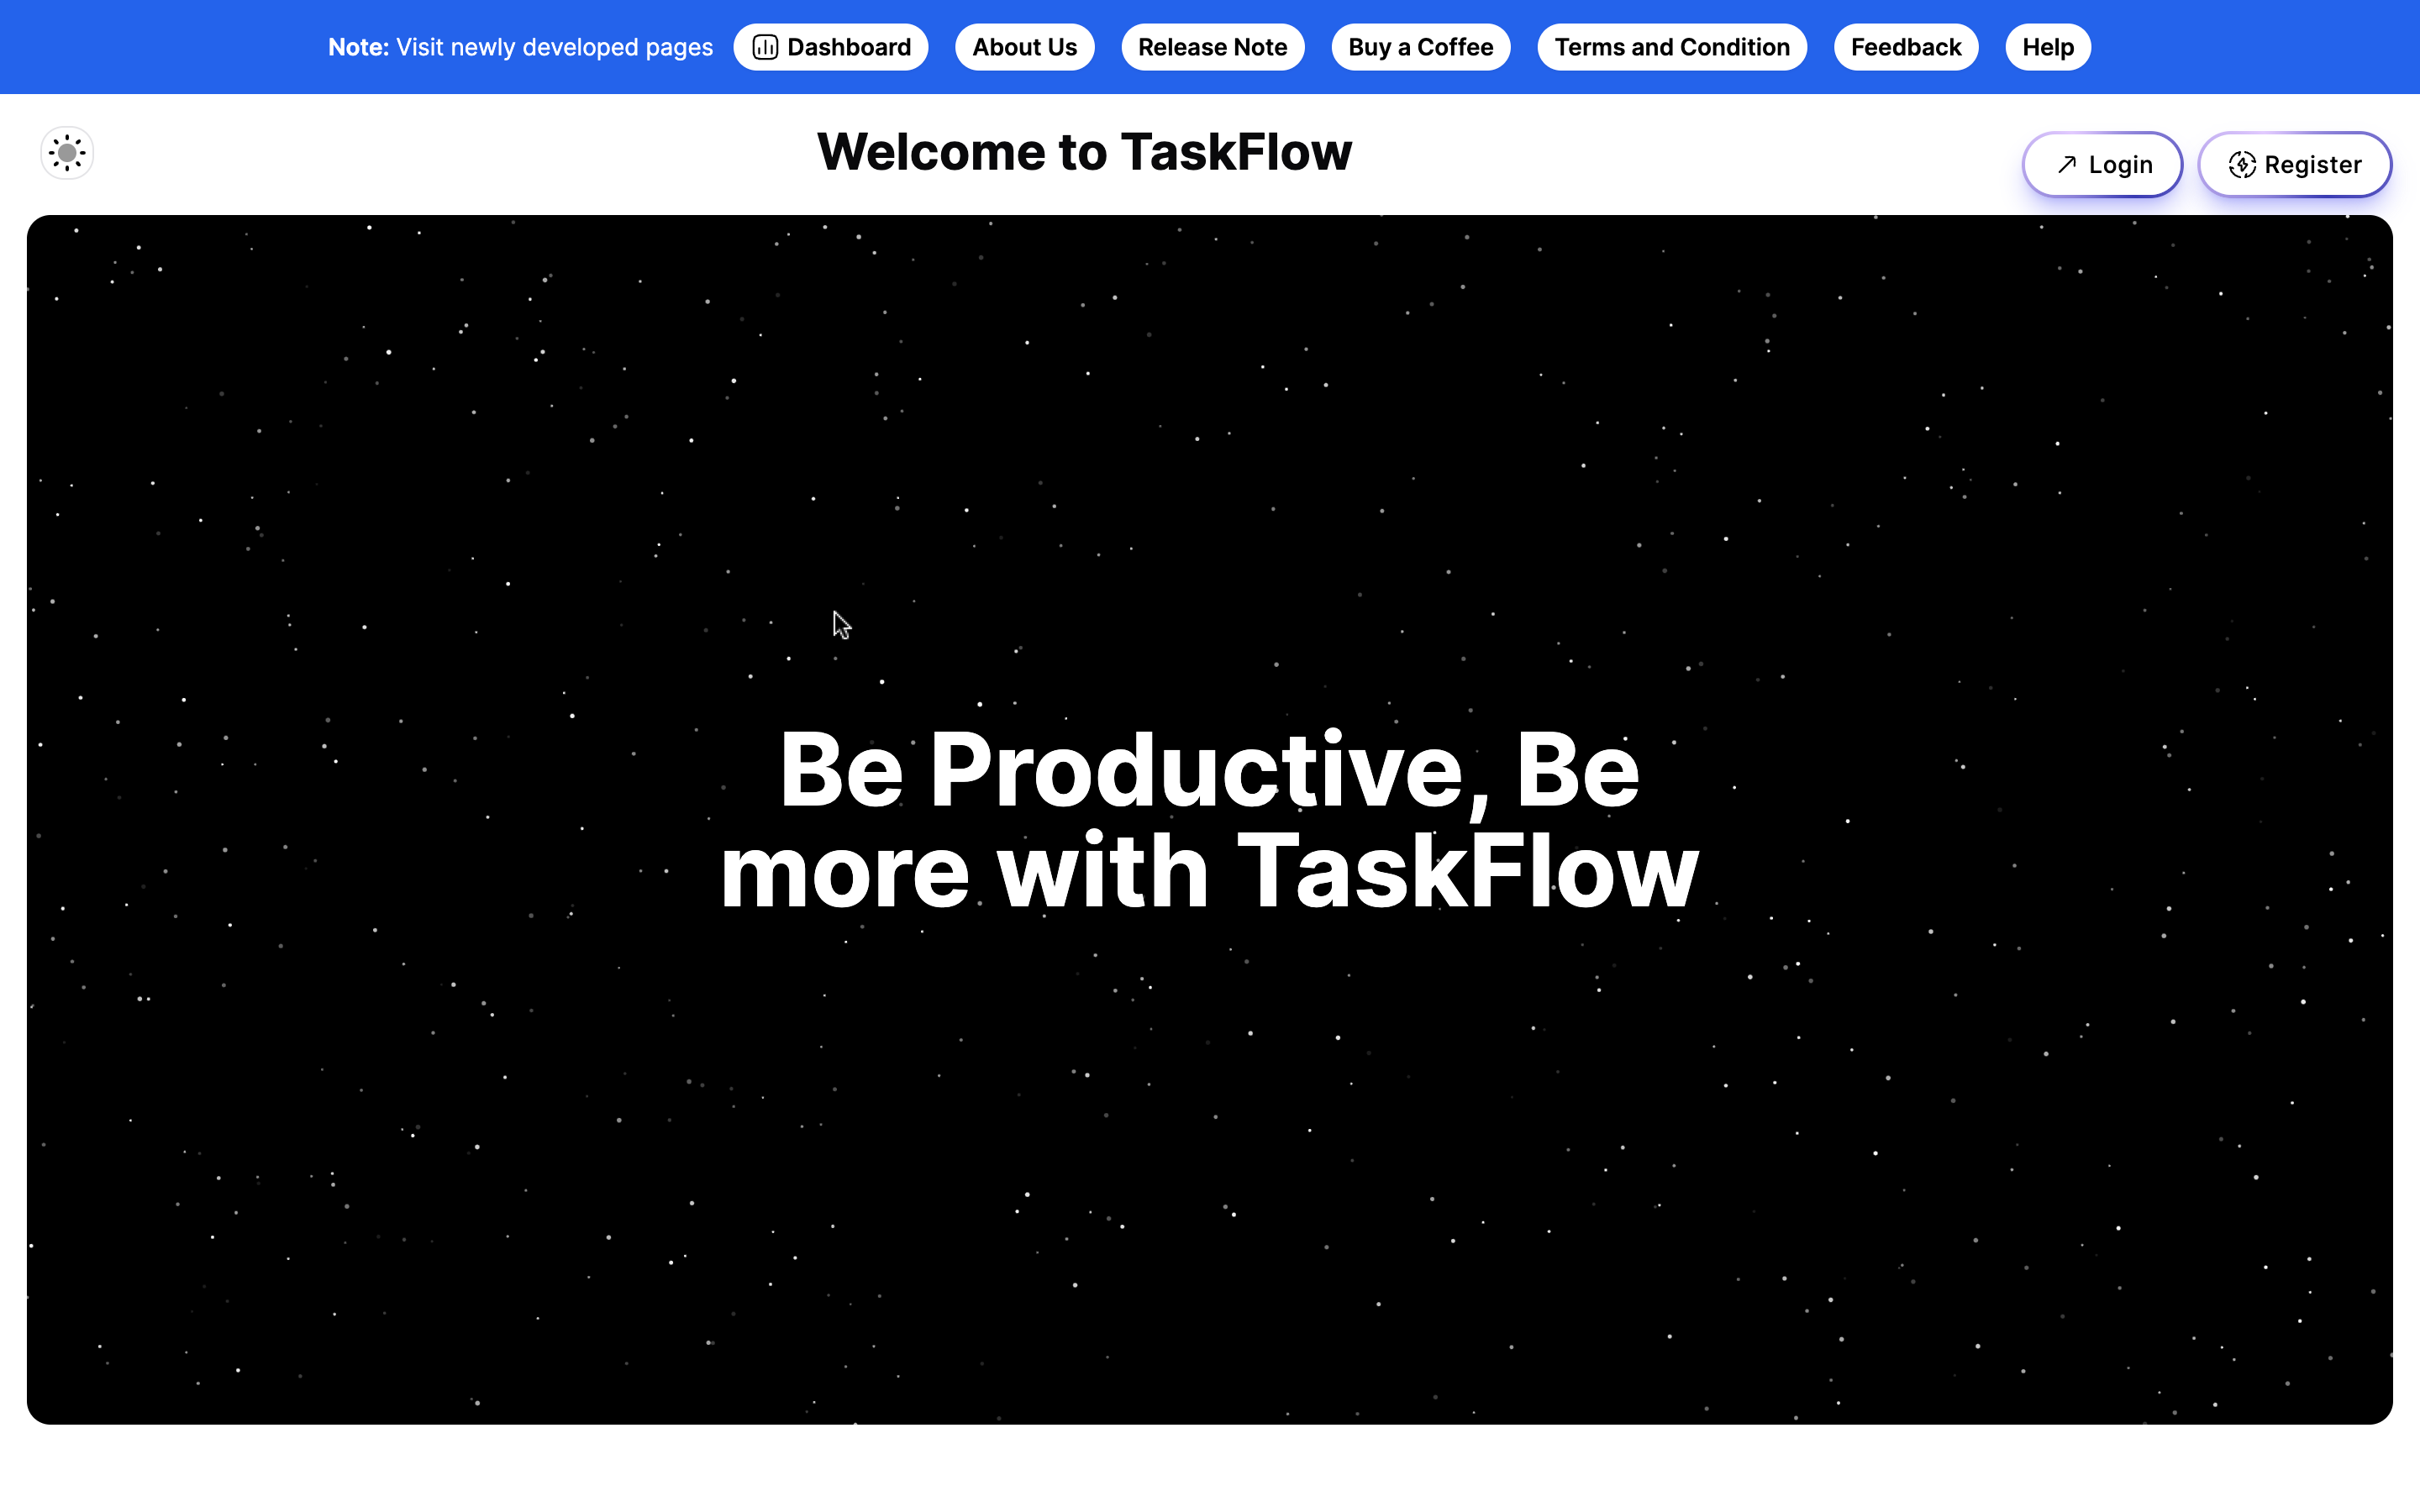 Note: Visit newly developed pages Dashboard About Us Release Note Buy a Coffee Terms and Condition Feedback Help
Welcome to TaskFlow
Login Register
Be Productive, Be
more with TaskFlow